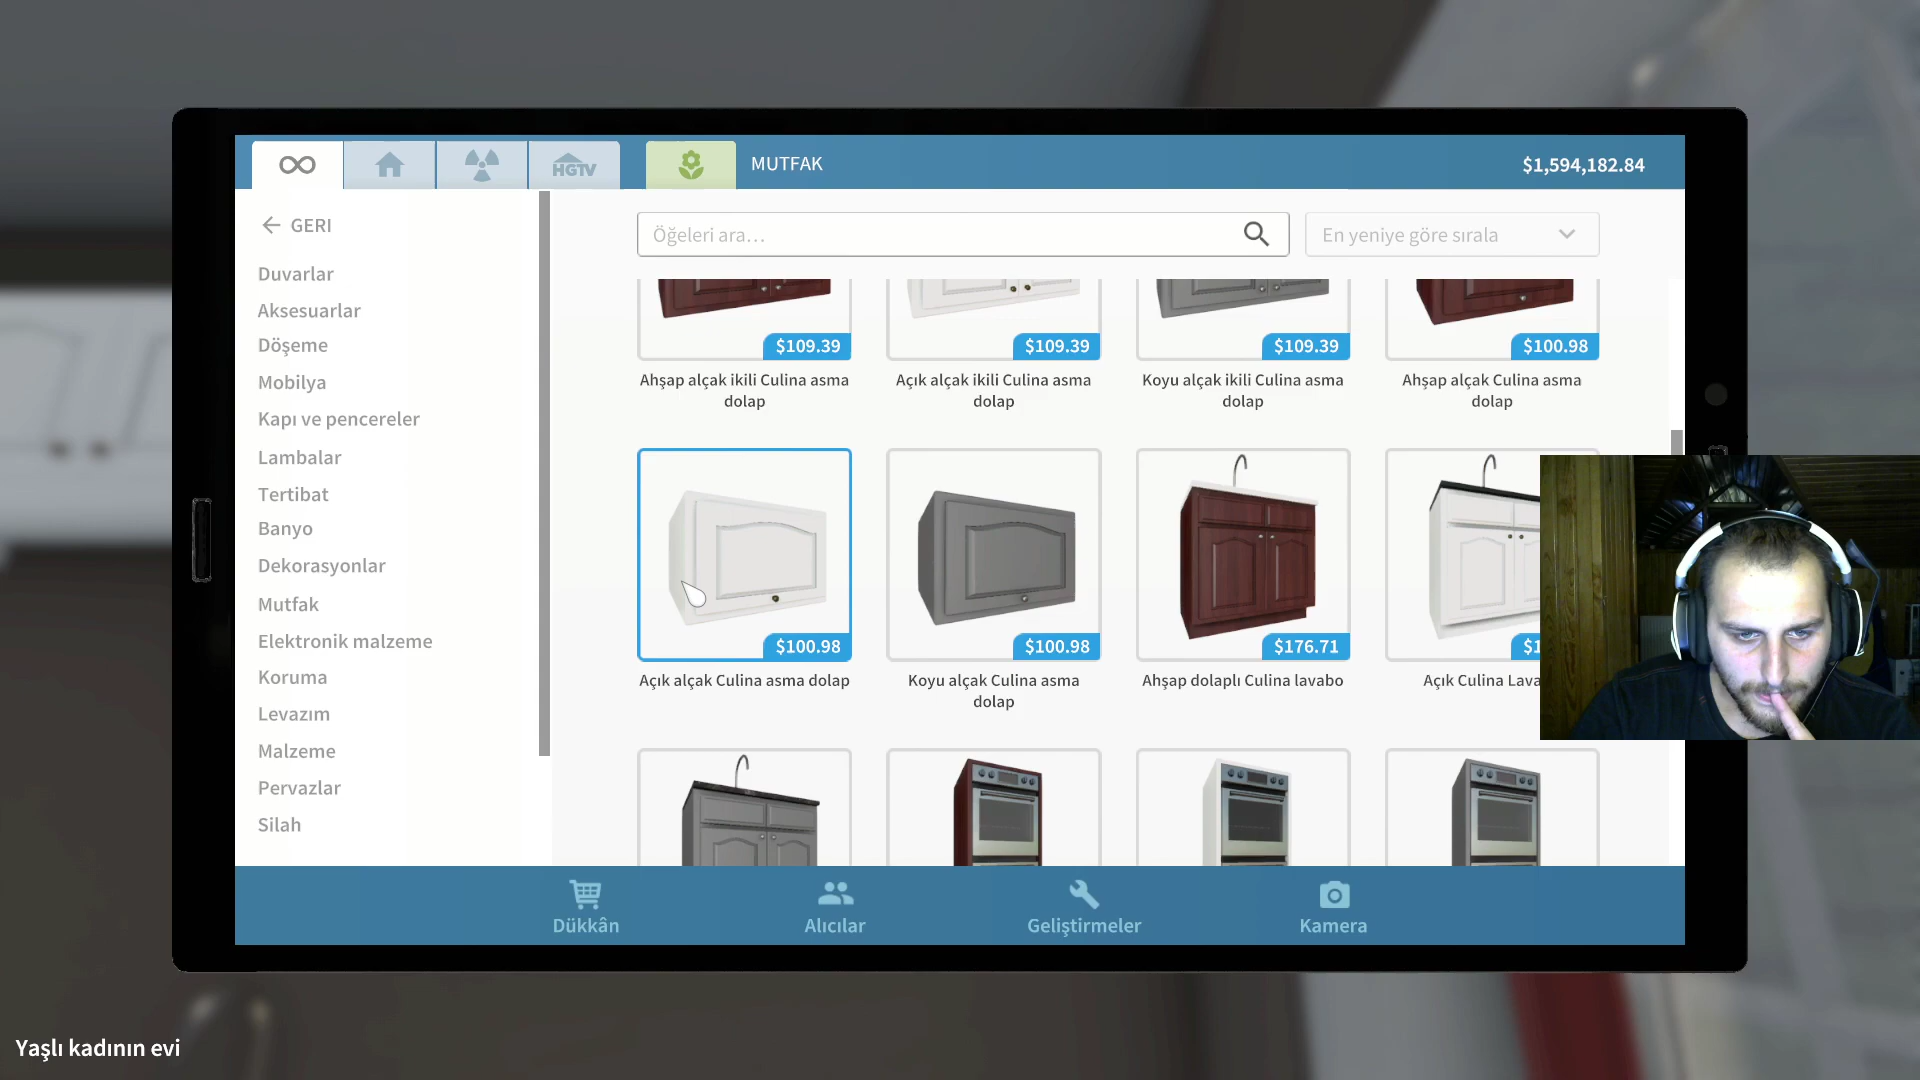 HGTV
MUTFAK
$1,594,182.84
GERI
Duvarlar
Aksesuarlar
Döşeme
Mobilya
Kapı ve pencereler
Lambalar
Tertibat
Banyo
Dekorasyonlar
Mutfak
Elektronik malzeme
Koruma
Levazım
Malzeme
Pervazlar
Silah
Öğeleri ara…
En yeniye göre sırala
$109.39
$109.39
$109.39
$100.98
Ahşap alçak ikili Culina asma
dolap
Açık alçak ikili Culina asma
dolap
Koyu alçak ikili Culina asma
dolap
Ahşap alçak Culina asma
dolap
$100.98
$100.98
$176.71
Açık alçak Culina asma dolap
Koyu alçak Culina asma
dolap
Ahşap dolaplı Culina lavabo
Açık Culina
Dükkân
Alıcılar
Geliştirmeler
Kamera
Yaşlı kadının evi